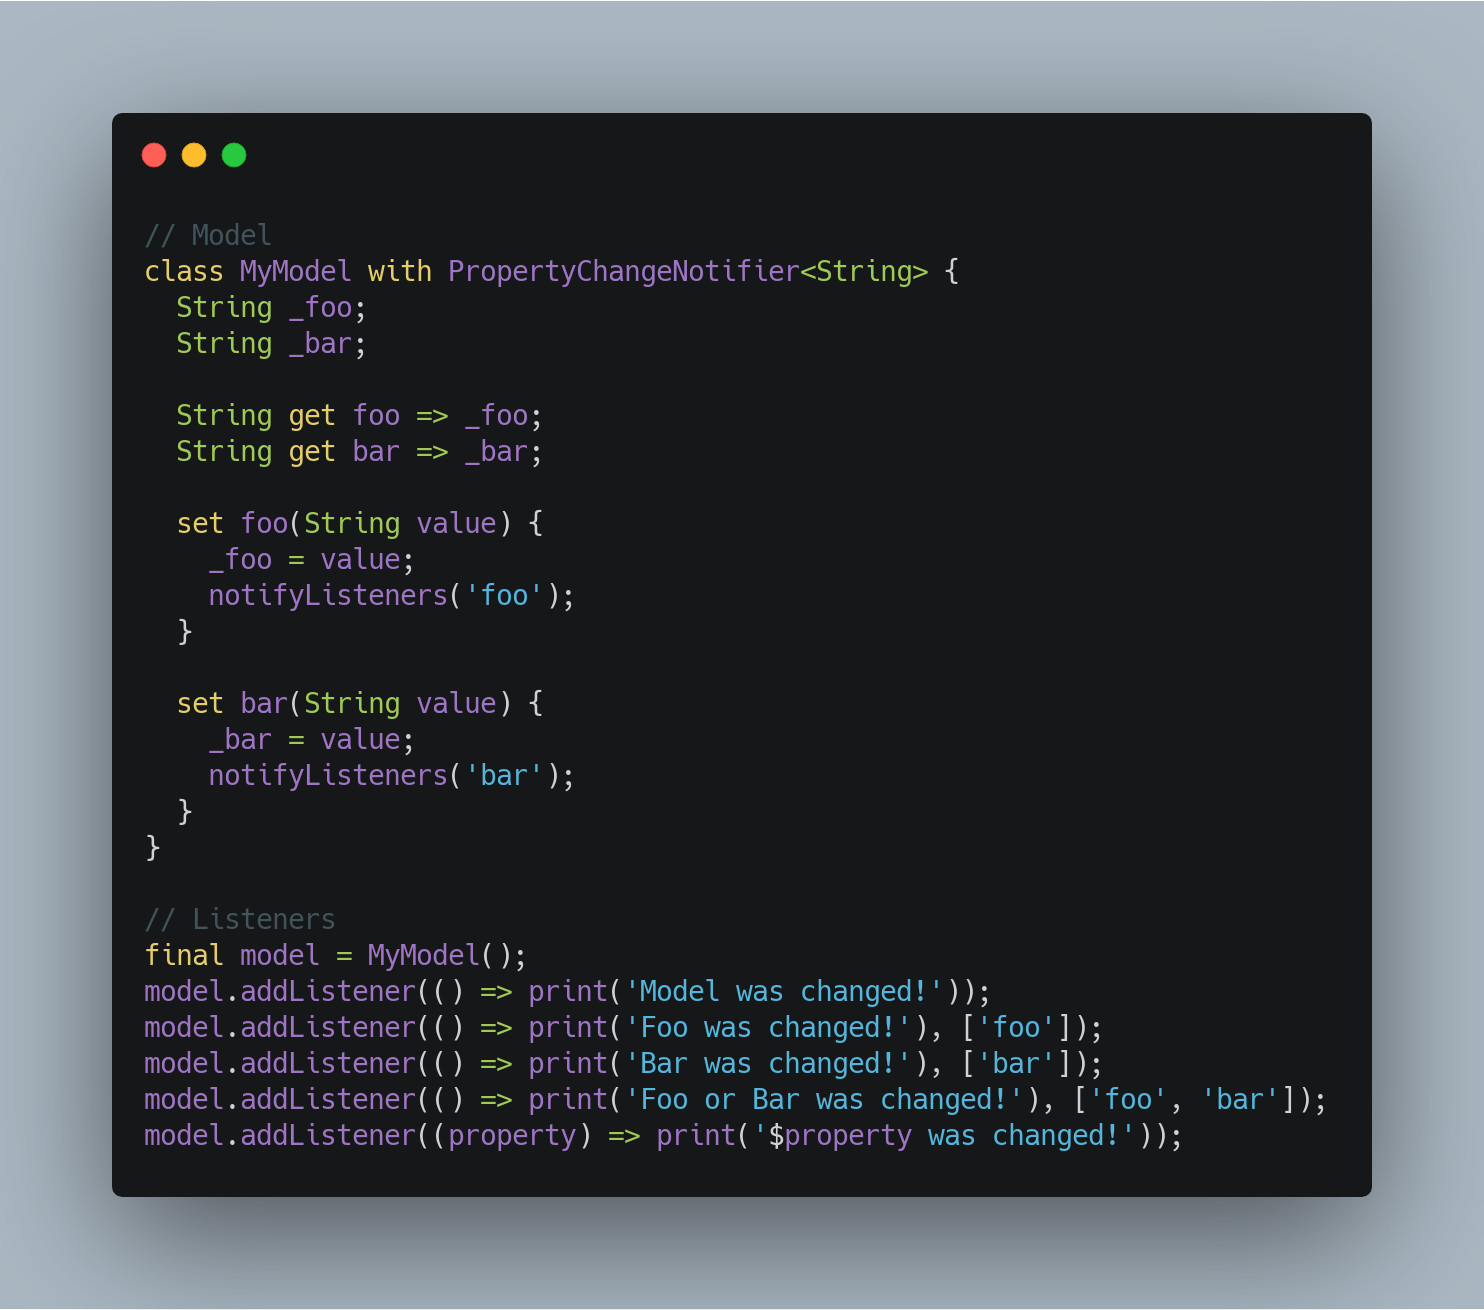 // Model
class MyModel with PropertyChangeNotifier<String> {
  String _foo;
  String _bar;

  String get foo => _foo;
  String get bar => _bar;

  set foo(String value) {
    _foo = value;
    notifyListeners('foo');
  }

  set bar(String value) {
    _bar = value;
    notifyListeners('bar');
  }
}

// Listeners
final model = MyModel();
model.addListener(() => print('Model was changed!'));
model.addListener(() => print('Foo was changed!'), ['foo']);
model.addListener(() => print('Bar was changed!'), ['bar']);
model.addListener(() => print('Foo or Bar was changed!'), ['foo', 'bar']);
model.addListener((property) => print('$property was changed!'));